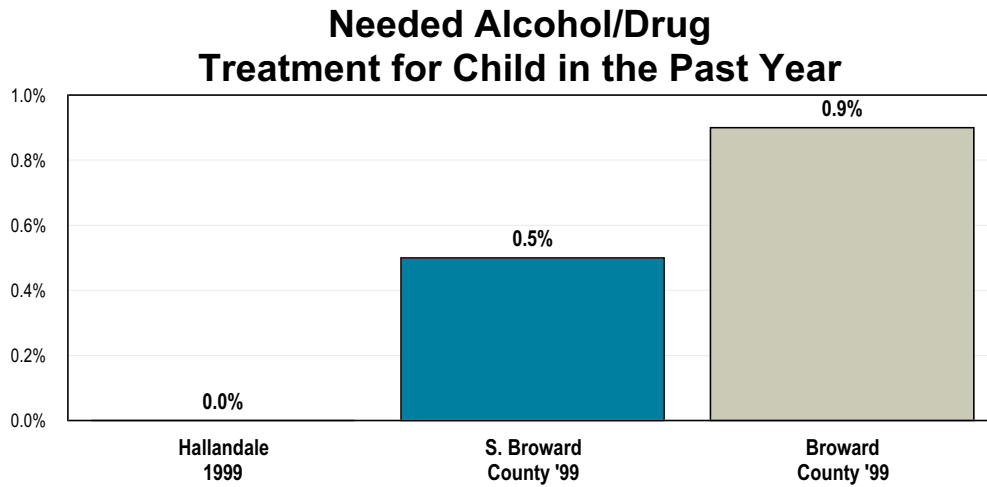 Needed Alcohol/Drug
Treatment for Child in the Past Year
1.0%
0.8%
0.6%
0.4%
0.2%
0.0%
0.0%
0.5%
0.9%
Hallandale
1999
S. Broward
County '99
Broward
County '99